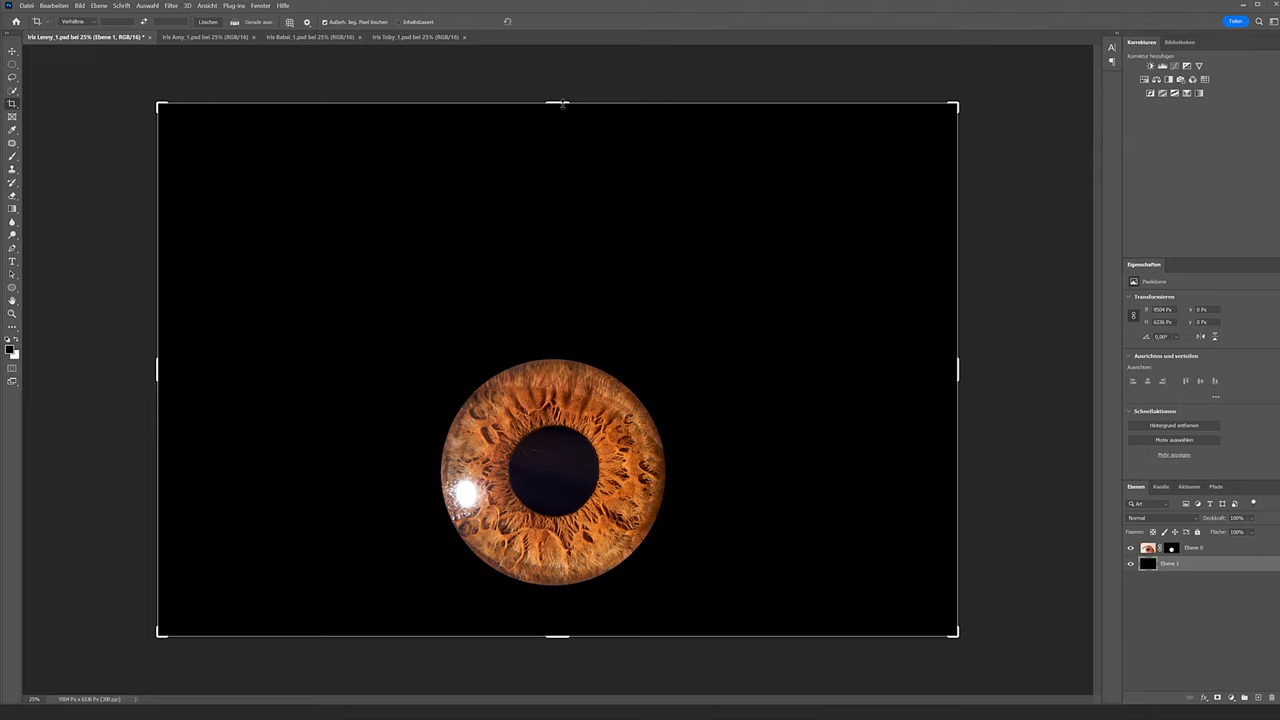 Datei Bearbeiten Bild Ebene Schrift Auswahl Filter 3D Ansicht Plug-ins Fenster Hilfe
Verhältnis Löschen Gerade ausr. Außerh. lieg. Pixel löschen Inhaltsbasiert Teilen
Iris Lenny_1.psd bei 25% (Ebene 1, RGB/16) * Iris Amy_1.psd bei 25% (RGB/16) Iris Babsi_1.psd bei 25% (RGB/16) Iris Toby_1.psd bei 25% (RGB/16)
Korrekturen Bibliotheken
Korrektur hinzufügen
Eigenschaften
Pixelebene
Transformieren
B 9504 Px X 0 Px
H 6336 Px Y 0 Px
0,00°
Ausrichten und verteilen
Ausrichten:
Schnellaktionen
Hintergrund entfernen
Motiv auswählen
Mehr anzeigen
Ebenen Kanäle Aktionen Pfade
Art
Normal Deckkraft: 100%
Fixieren: Fläche: 100%
Ebene 0
Ebene 1
25% 9504 Px x 6336 Px (300 ppi)